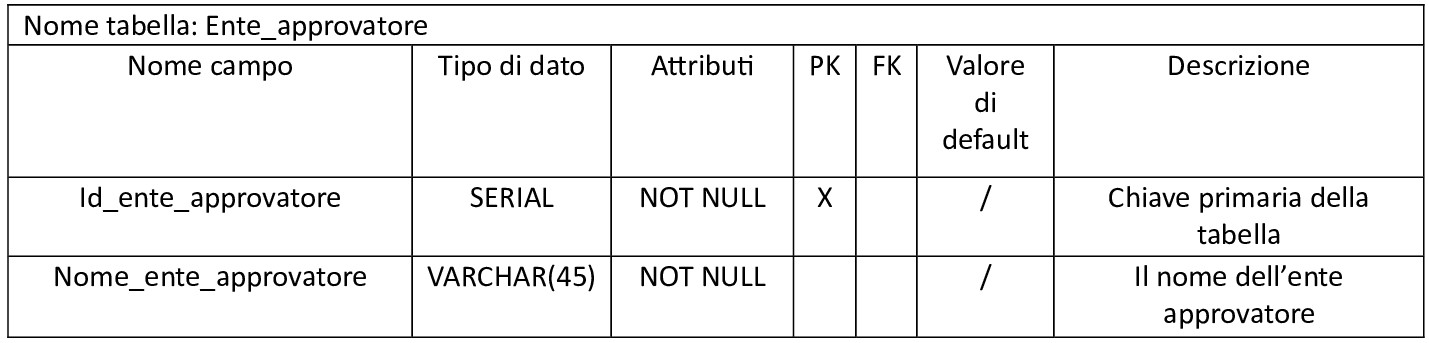 Nome tabella: Ente_approvatore
Nome campo Tipo di dato Attributi PK FK Valore di default Descrizione
Id_ente_approvatore SERIAL NOT NULL X / Chiave primaria della tabella
Nome_ente_approvatore VARCHAR(45) NOT NULL / Il nome dell’ente approvatore